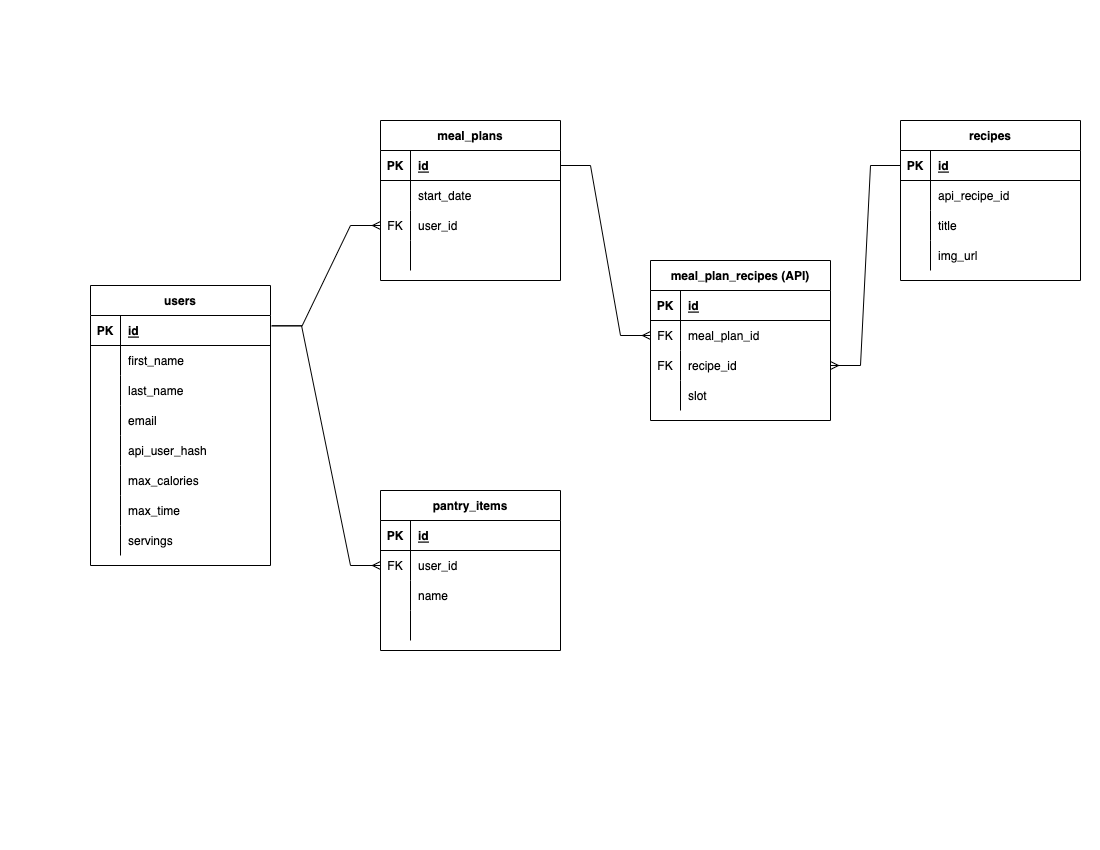 meal_plans
PK id
start_date
FK user_id
recipes
PK id
api_recipe_id
title
img_url
meal_plan_recipes (API)
PK id
FK meal_plan_id
FK recipe_id
slot
users
PK id
first_name
last_name
email
api_user_hash
max_calories
max_time
servings
pantry_items
PK id
FK user_id
name